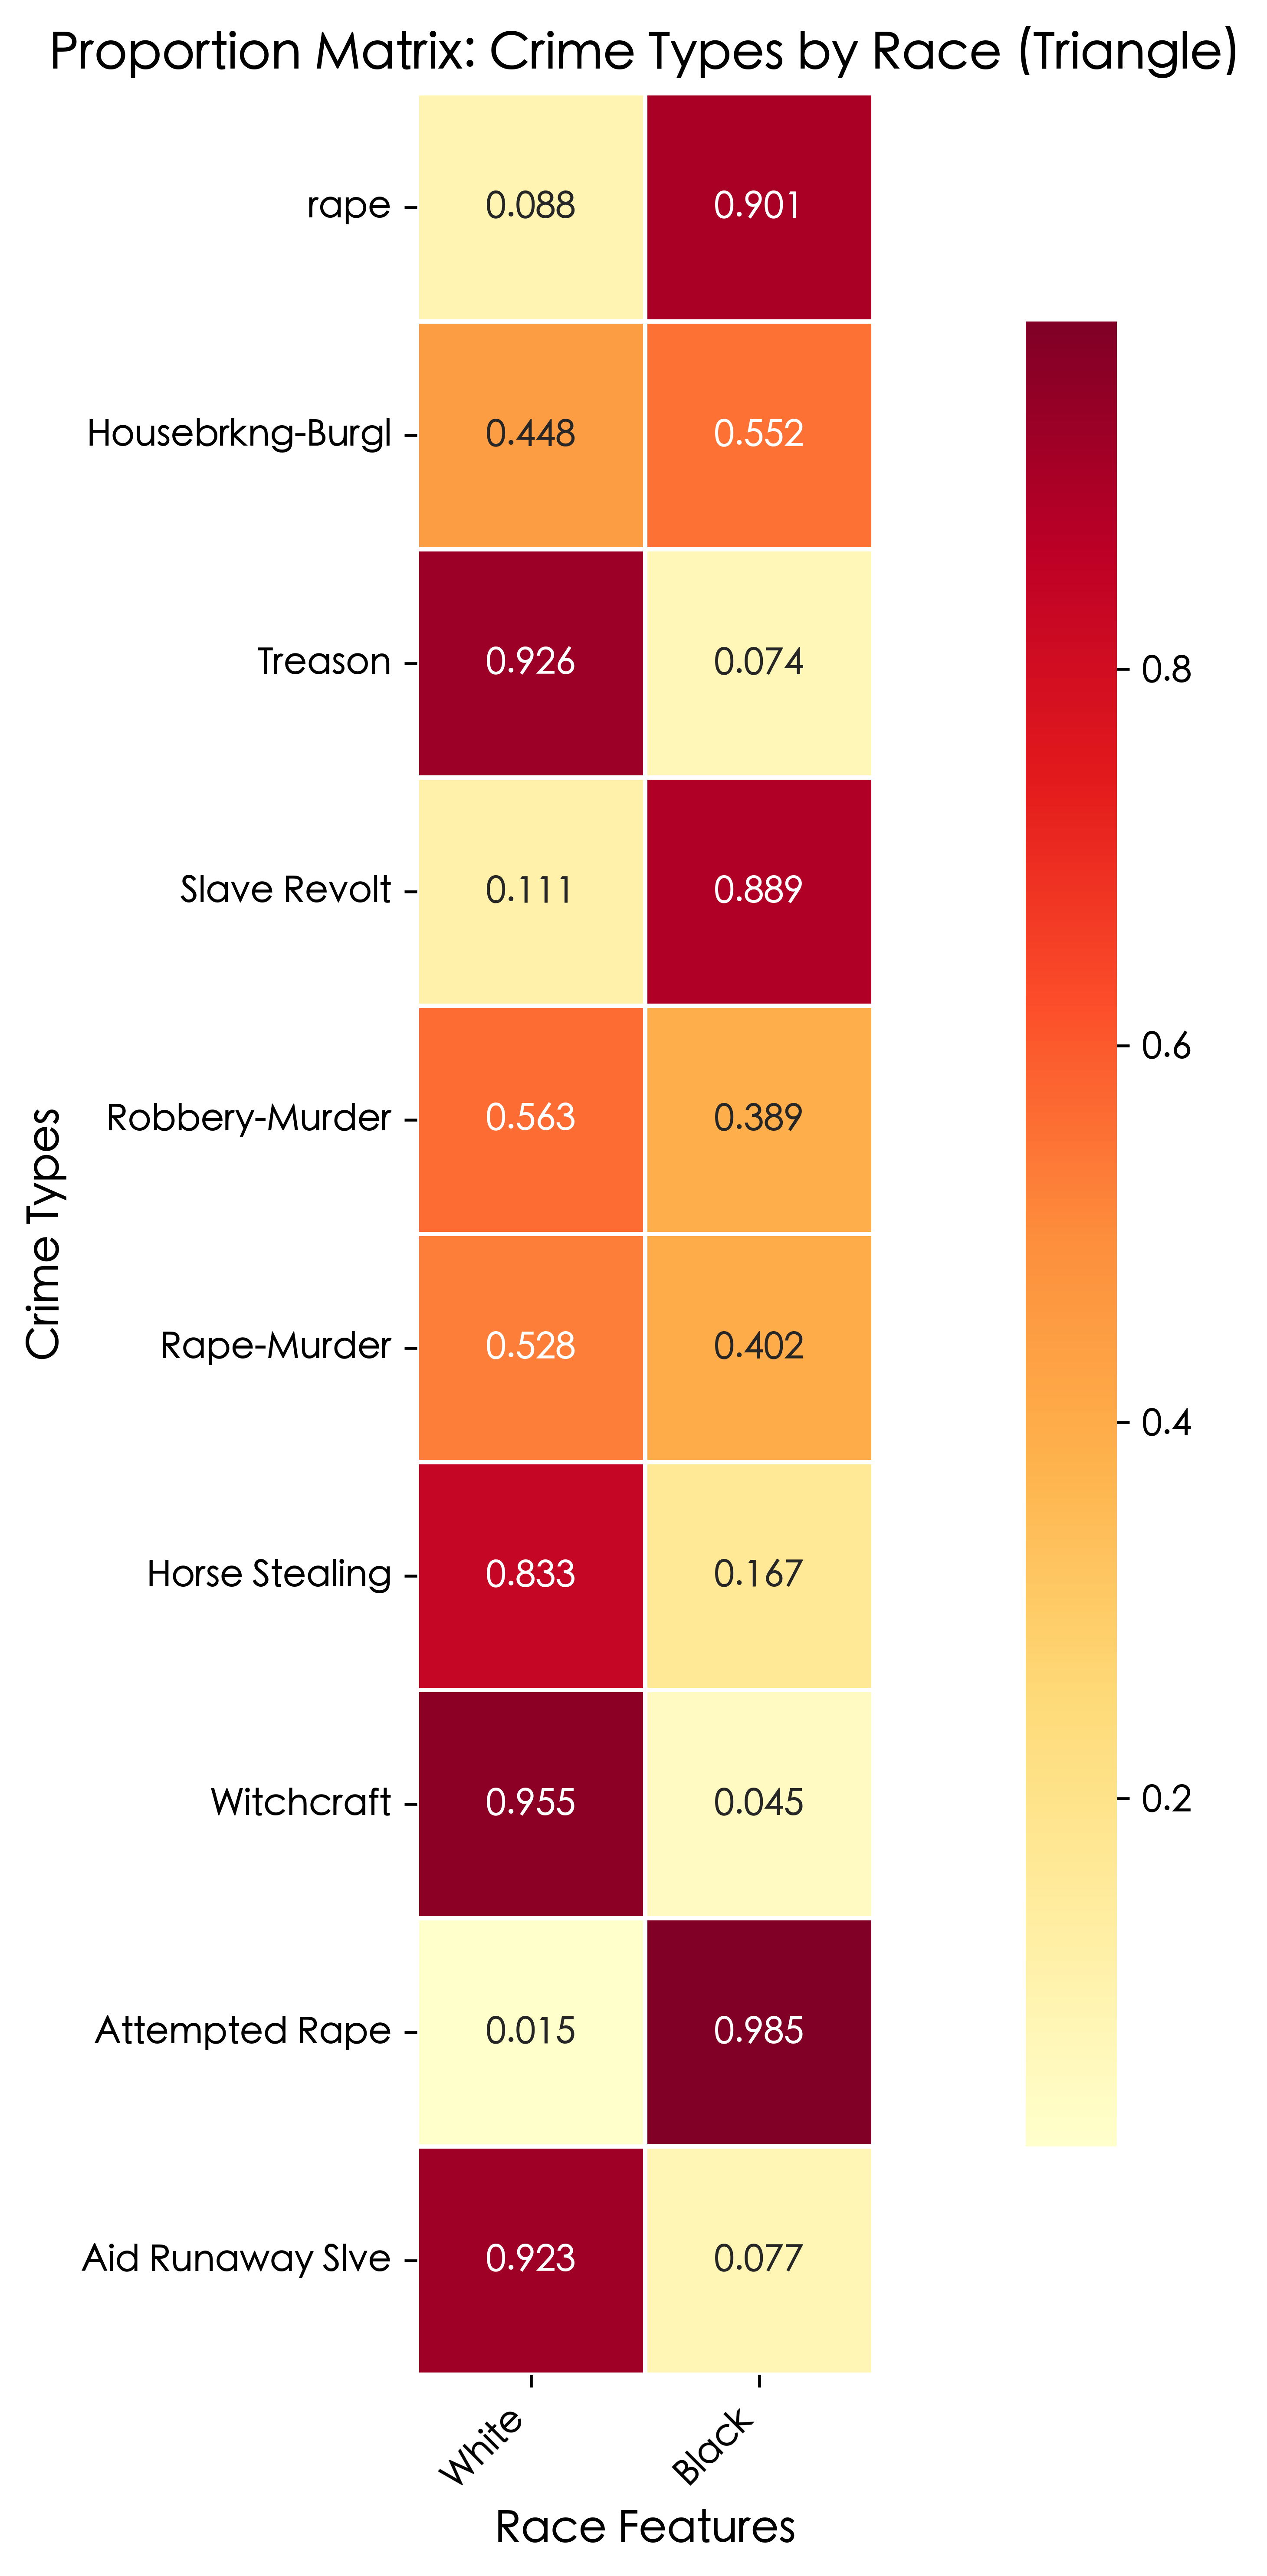 Proportion Matrix: Crime Types by Race (Triangle)
rape 0.088 0.901
Housebrkng-Burgl 0.448 0.552
Treason 0.926 0.074
Slave Revolt 0.111 0.889
Robbery-Murder 0.563 0.389
Rape-Murder 0.528 0.402
Horse Stealing 0.833 0.167
Witchcraft 0.955 0.045
Attempted Rape 0.015 0.985
Aid Runaway Slve 0.923 0.077
Crime Types
White Black
Race Features
0.8
0.6
0.4
0.2